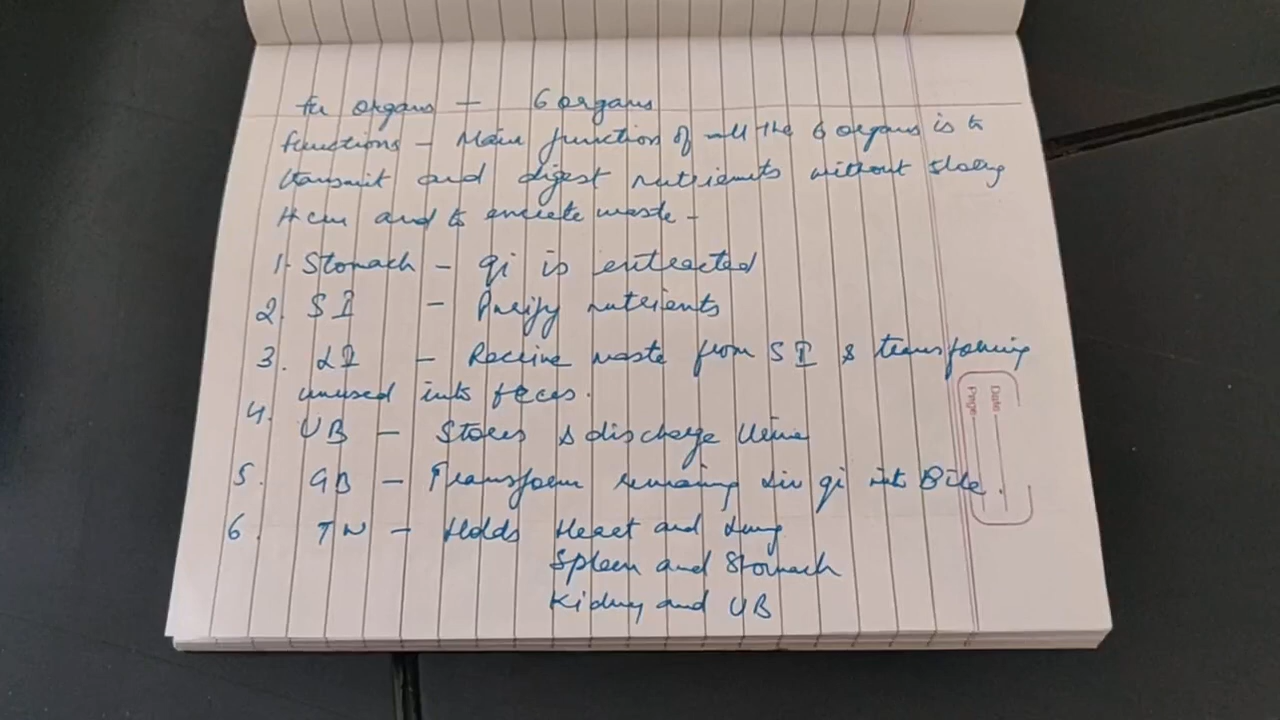 Fu organs - 6 organs
functions - Main function of all the 6 organs is to
transmit and digest nutrients without storing
them and to excrete waste -
1. Stomach - qi is extracted
2. SI - Purify nutrients
3. LI - Receive waste from SI & transforming
unused into feces.
4. UB - Stores & discharge Urine
5. GB - Transform remaining Liv qi into Bile.
6. TW - Holds Heart and Lung
Spleen and Stomach
Kidney and UB
Date
Page